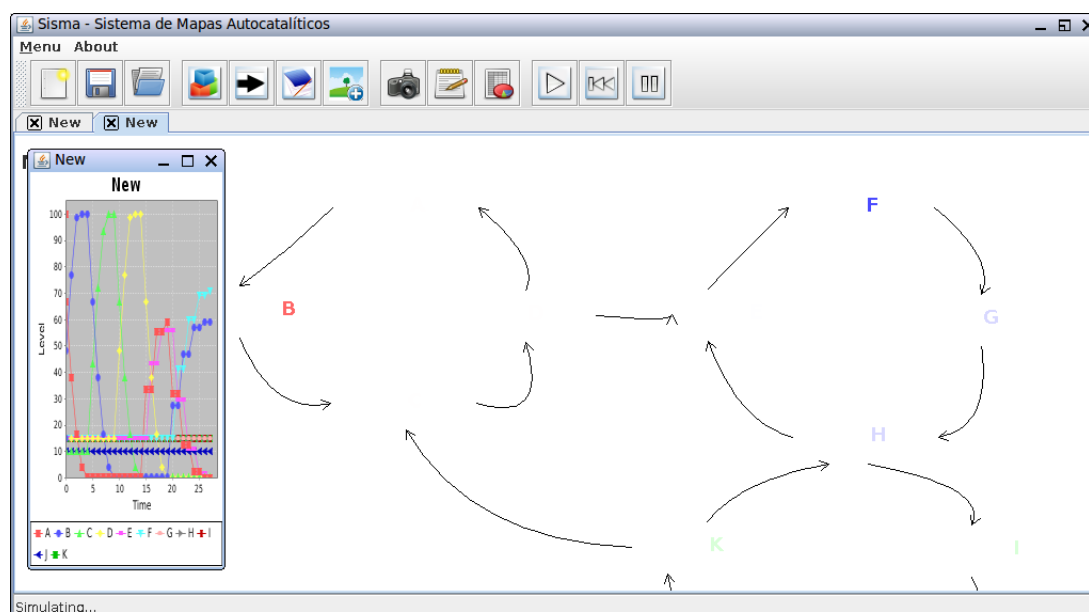 Sisma - Sistema de Mapas Autocatalíticos
Menu About
New New
New
New
100
90
80
70
60
50
40
30
20
10
0
Level
0 5 10 15 20 25
Time
A B C D E F G H I
J K
B
F
G
H
K
I
Simulating...